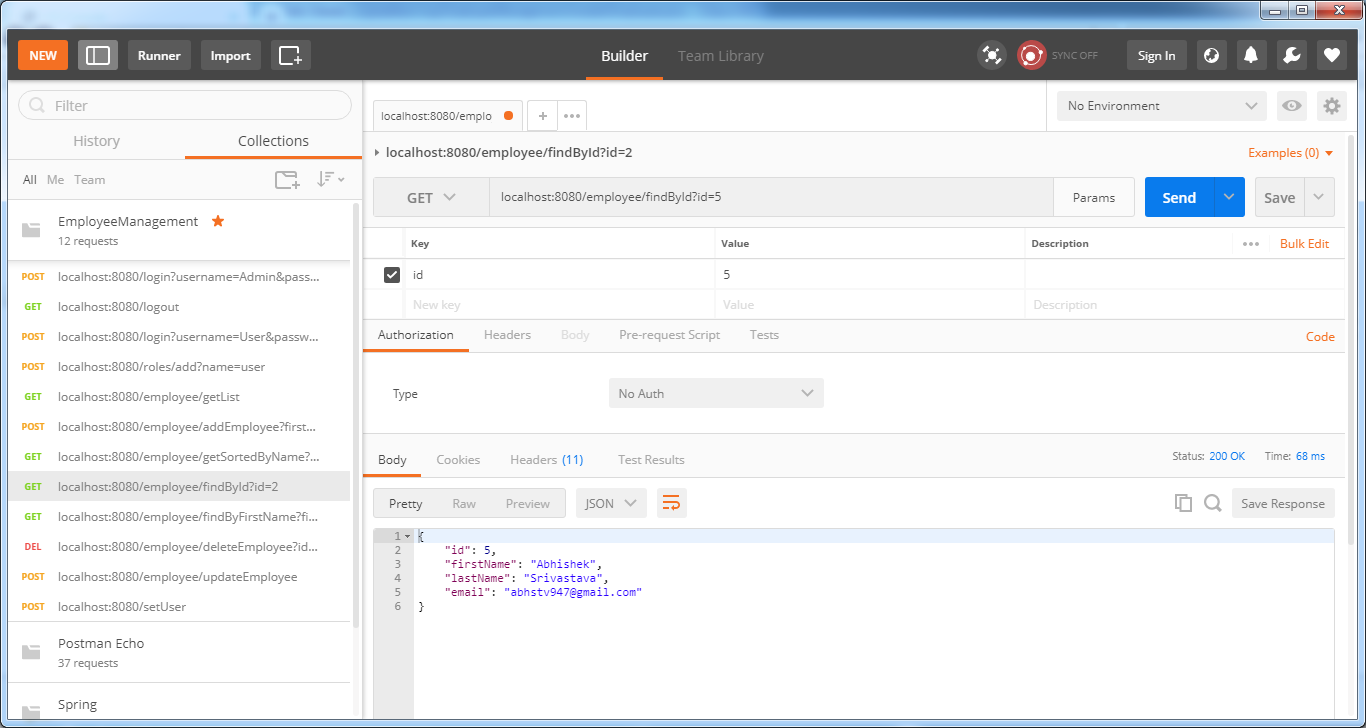 NEW Runner Import Builder Team Library SYNC OFF Sign In
Filter
History Collections
All Me Team
EmployeeManagement
12 requests
POST localhost:8080/login?username=Admin&pass...
GET localhost:8080/logout
POST localhost:8080/login?username=User&passw...
POST localhost:8080/roles/add?name=user
GET localhost:8080/employee/getList
POST localhost:8080/employee/addEmployee?first...
GET localhost:8080/employee/getSortedByName?...
GET localhost:8080/employee/findById?id=2
GET localhost:8080/employee/findByFirstName?fi...
DEL localhost:8080/employee/deleteEmployee?id...
POST localhost:8080/employee/updateEmployee
POST localhost:8080/setUser
Postman Echo
37 requests
Spring
localhost:8080/emplo + ••• No Environment
localhost:8080/employee/findById?id=2 Examples (0)
GET localhost:8080/employee/findById?id=5 Params Send Save
Key Value Description ••• Bulk Edit
id 5
New key Value Description
Authorization Headers Body Pre-request Script Tests Code
Type No Auth
Body Cookies Headers (11) Test Results Status: 200 OK Time: 68 ms
Pretty Raw Preview JSON Save Response
1 {
2 "id": 5,
3 "firstName": "Abhishek",
4 "lastName": "Srivastava",
5 "email": "abhstv947@gmail.com"
6 }